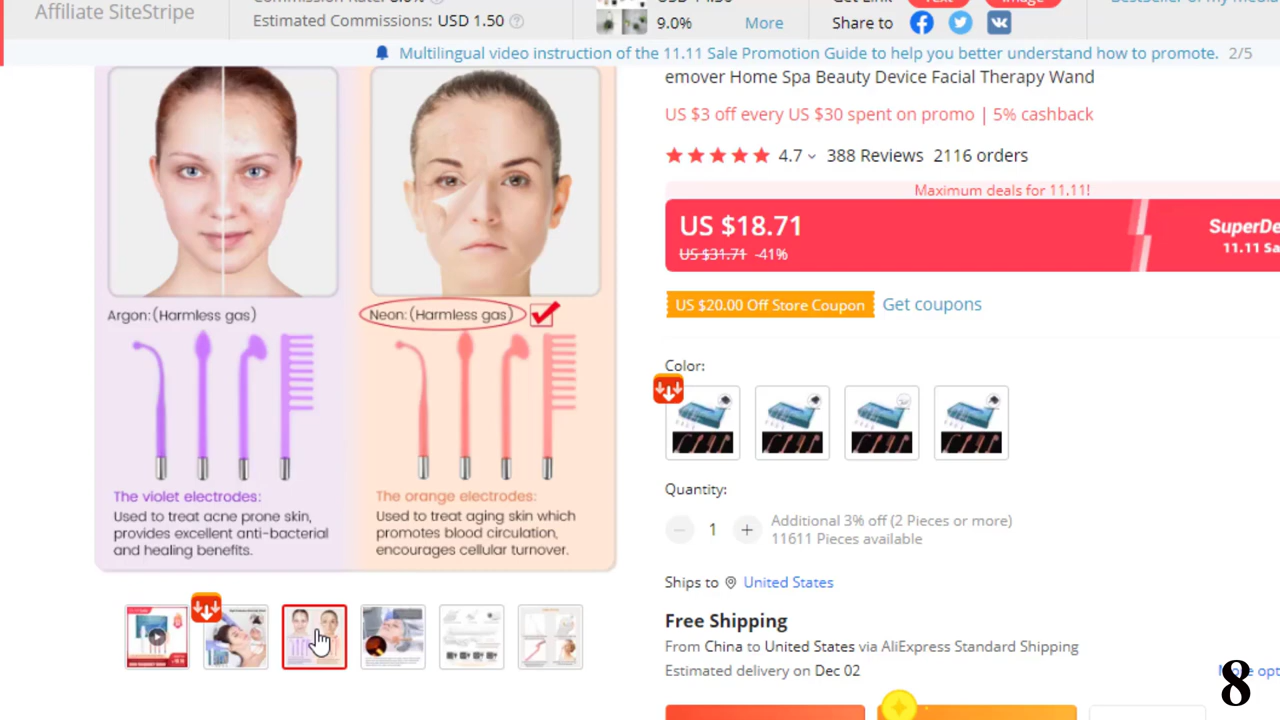 Affiliate SiteStripe
Estimated Commissions: USD 1.50
9.0% More
Share to
Multilingual video instruction of the 11.11 Sale Promotion Guide to help you better understand how to promote. 2/5
emover Home Spa Beauty Device Facial Therapy Wand
US $3 off every US $30 spent on promo | 5% cashback
4.7 388 Reviews 2116 orders
Maximum deals for 11.11!
US $18.71
US $31.71 -41%
SuperDe
11.11 Sa
US $20.00 Off Store Coupon Get coupons
Argon: (Harmless gas)
Neon: (Harmless gas)
The violet electrodes:
Used to treat acne prone skin,
provides excellent anti-bacterial
and healing benefits.
The orange electrodes:
Used to treat aging skin which
promotes blood circulation,
encourages cellular turnover.
Color:
Quantity:
1
Additional 3% off (2 Pieces or more)
11611 Pieces available
Ships to United States
Free Shipping
From China to United States via AliExpress Standard Shipping
Estimated delivery on Dec 02
8